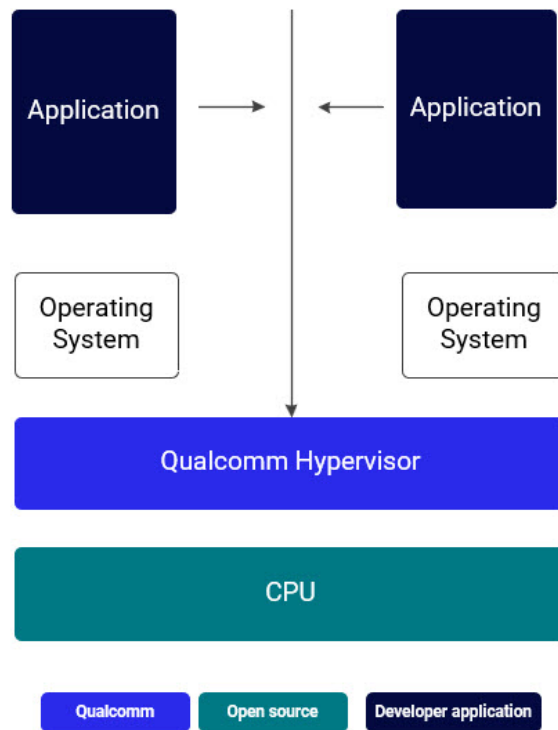 Application
Application
Operating
System
Operating
System
Qualcomm Hypervisor
CPU
Qualcomm
Open source
Developer application